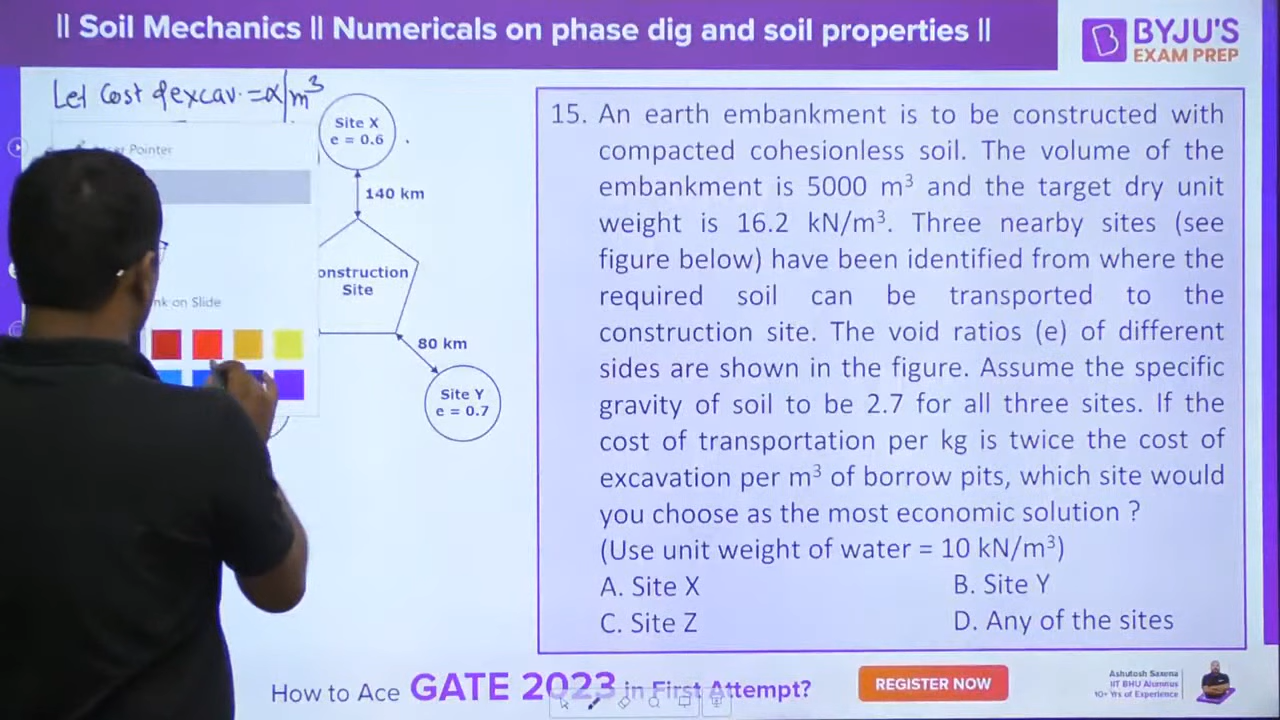 || Soil Mechanics || Numericals on phase dig and soil properties ||
BYJU'S
EXAM PREP
Let Cost of excav. = α/m³
Pointer
Site X
e = 0.6
140 km
onstruction
Site
nk on Slide
80 km
Site Y
e = 0.7
15. An earth embankment is to be constructed with
compacted cohesionless soil. The volume of the
embankment is 5000 m³ and the target dry unit
weight is 16.2 kN/m³. Three nearby sites (see
figure below) have been identified from where the
required soil can be transported to the
construction site. The void ratios (e) of different
sides are shown in the figure. Assume the specific
gravity of soil to be 2.7 for all three sites. If the
cost of transportation per kg is twice the cost of
excavation per m³ of borrow pits, which site would
you choose as the most economic solution ?
(Use unit weight of water = 10 kN/m³)
A. Site X B. Site Y
C. Site Z D. Any of the sites
How to Ace GATE 2023 in First Attempt?
REGISTER NOW
Ashutosh Saxena
IIT BHU Alumnus
10+ Yrs of Experience